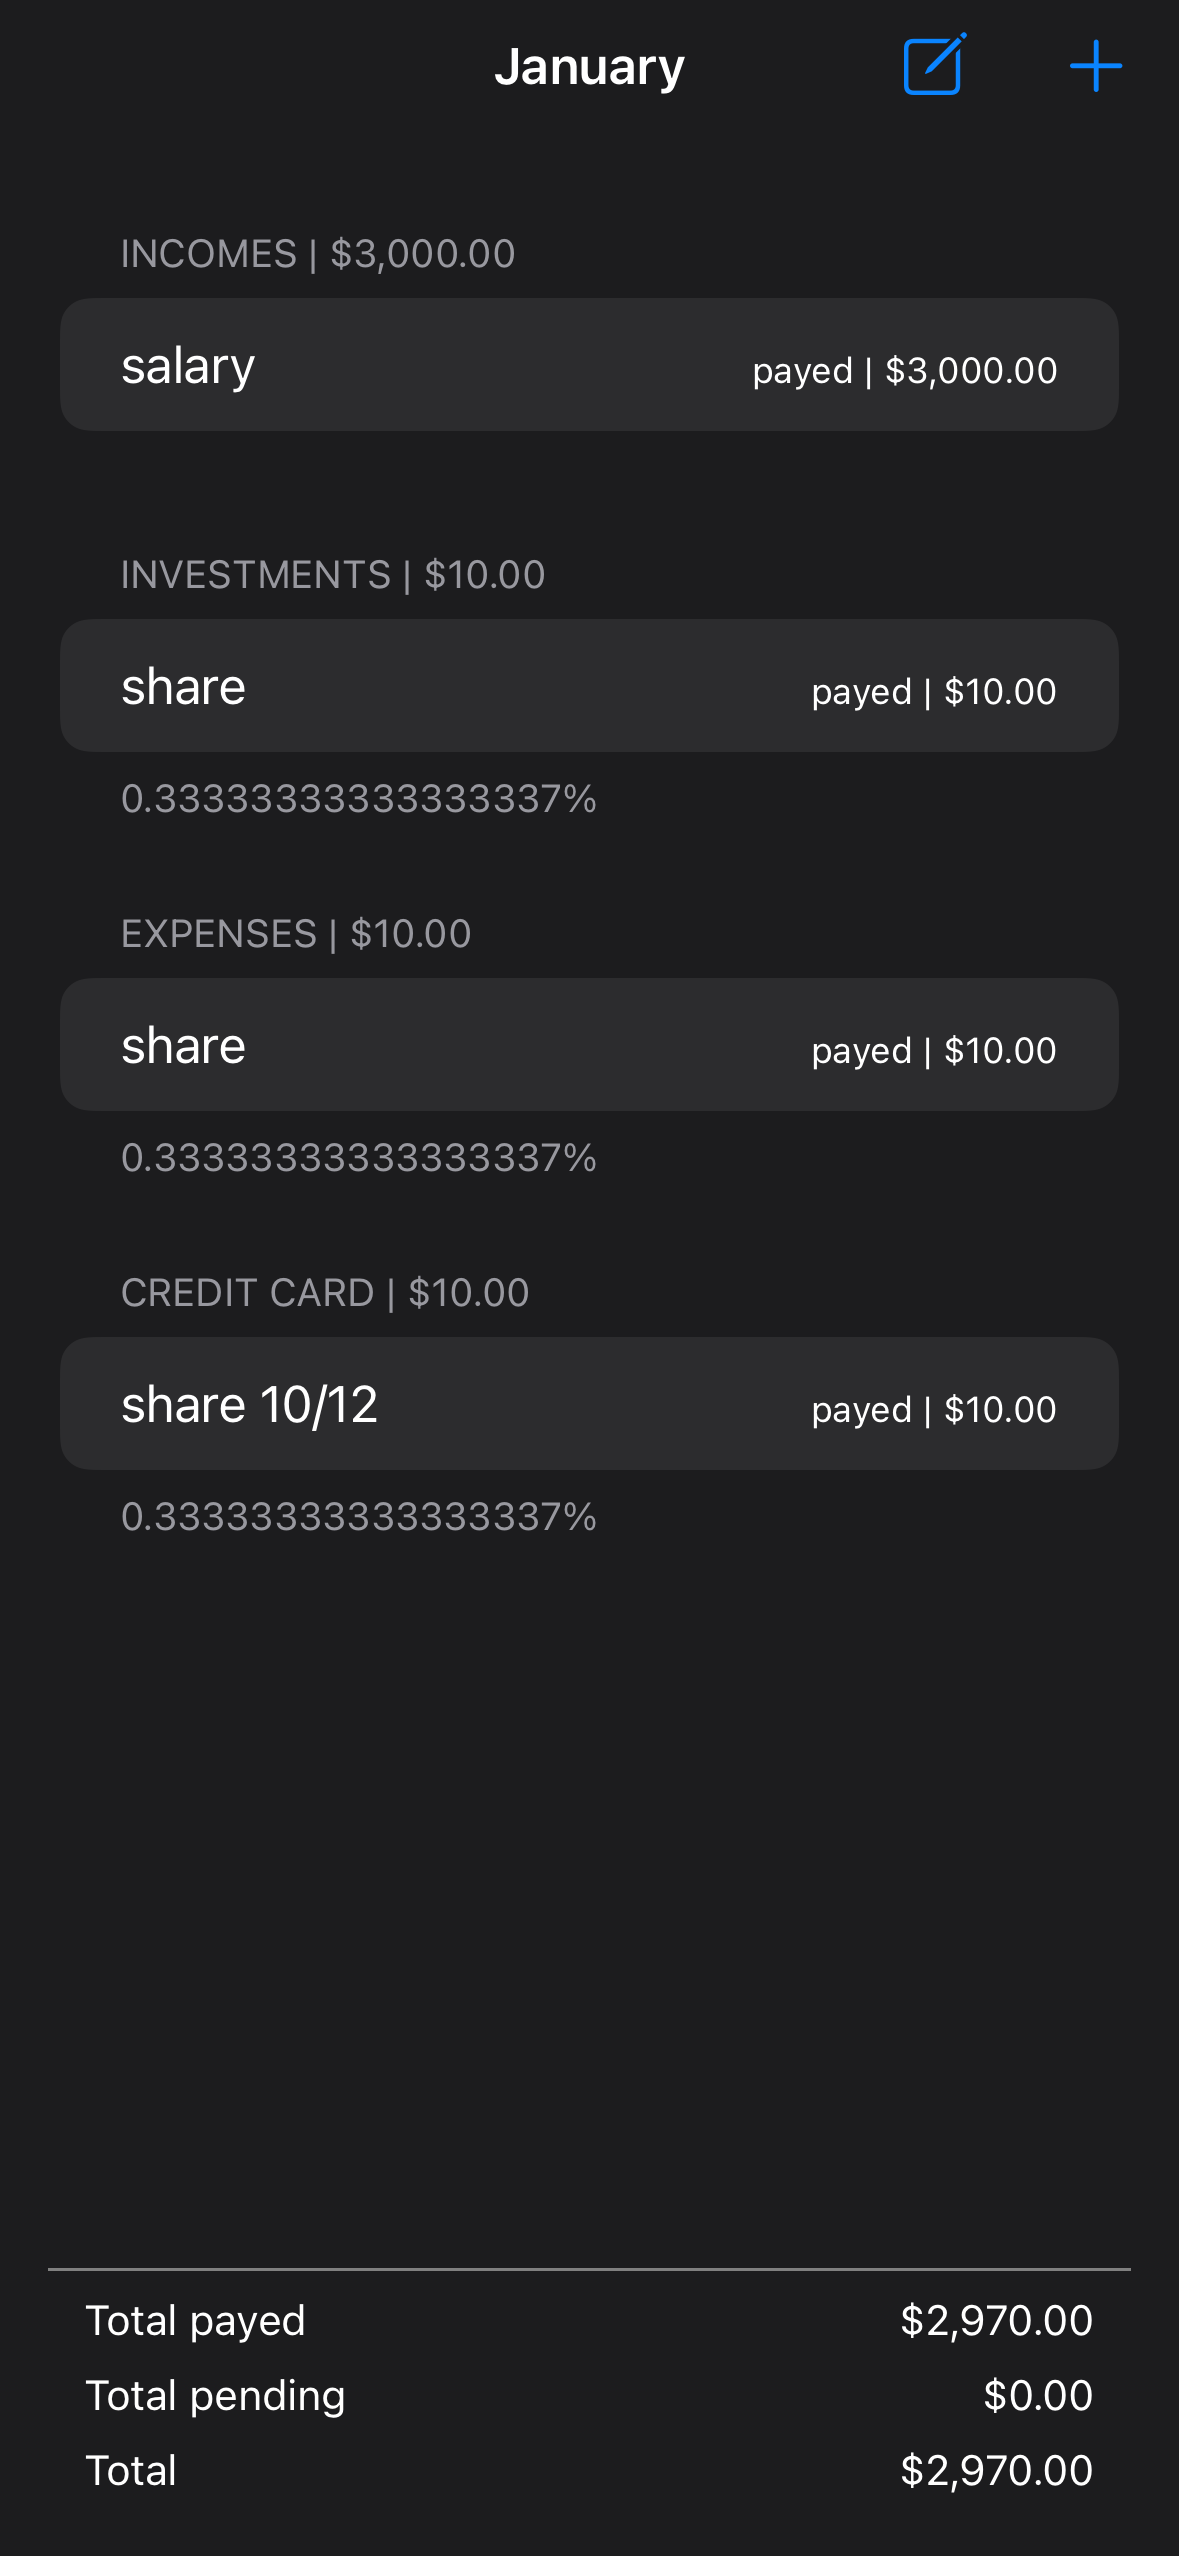 January
INCOMES | $3,000.00
salary payed | $3,000.00
INVESTMENTS | $10.00
share payed | $10.00
0.33333333333333337%
EXPENSES | $10.00
share payed | $10.00
0.33333333333333337%
CREDIT CARD | $10.00
share 10/12 payed | $10.00
0.33333333333333337%
Total payed $2,970.00
Total pending $0.00
Total $2,970.00